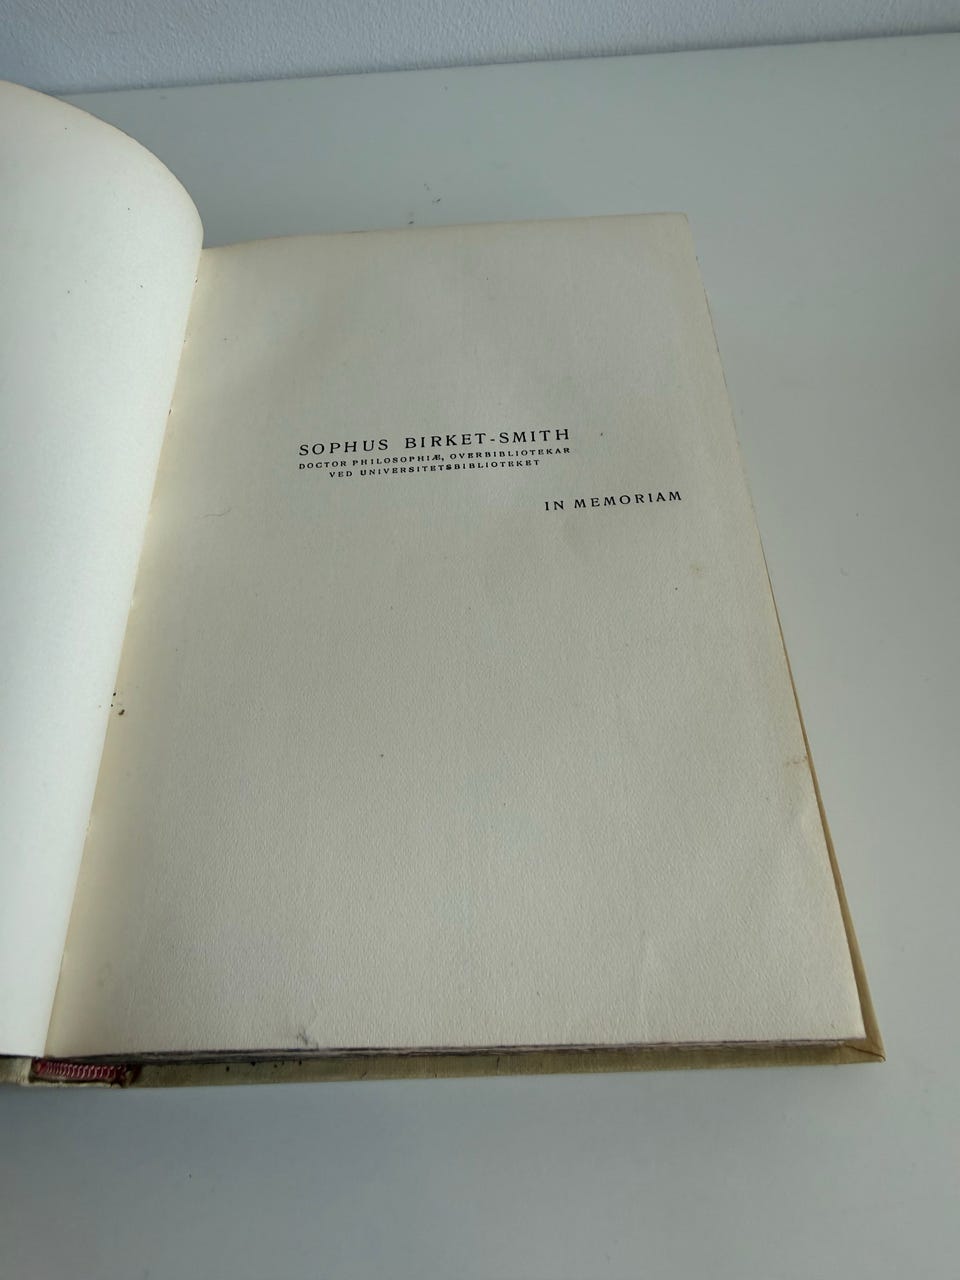 SOPHUS BIRKET-SMITH
DOCTOR PHILOSOPHIÆ, OVERBIBLIOTEKAR
VED UNIVERSITETSBIBLIOTEKET
IN MEMORIAM